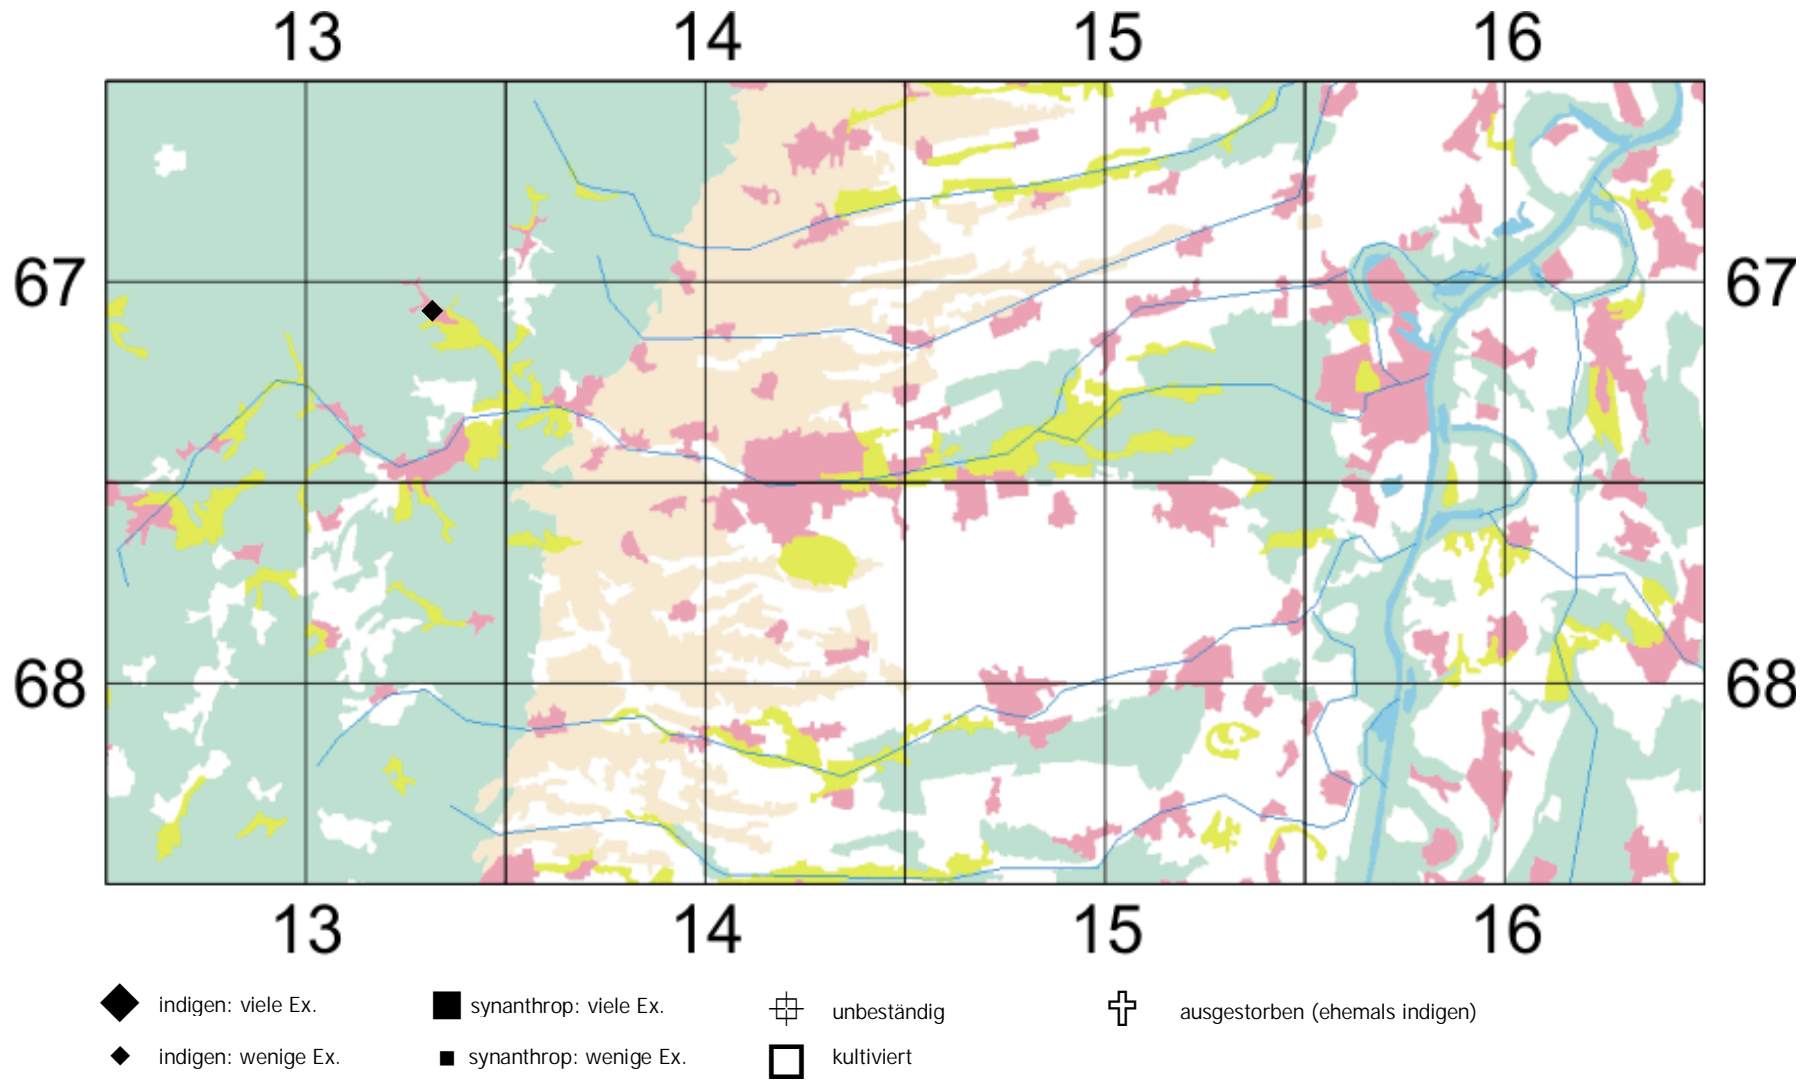 13 14 15 16
67 67
68 68
13 14 15 16
indigen: viele Ex. synanthrop: viele Ex. unbeständig ausgestorben (ehemals indigen)
indigen: wenige Ex. synanthrop: wenige Ex. kultiviert